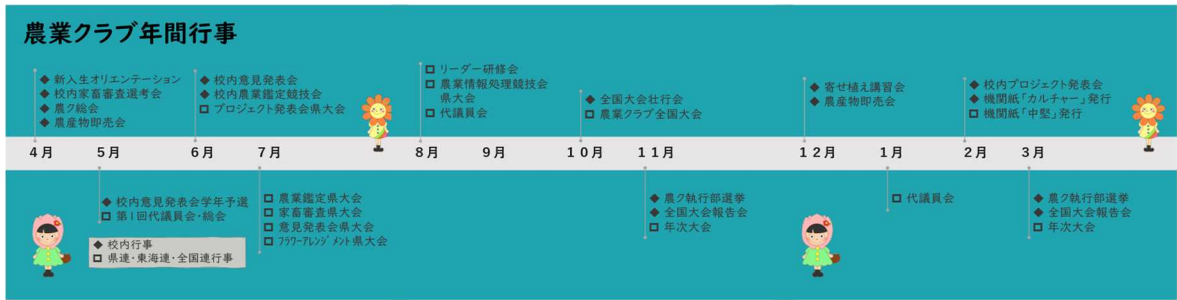 農業クラブ年間行事
◆ 新入生オリエンテーション
◆ 校内家畜審査選考会
◆ 農ク総会
◆ 農産物即売会
◆ 校内意見発表会
◆ 校内農業鑑定競技会
□ プロジェクト発表会県大会
□ リーダー研修会
□ 農業情報処理競技会
県大会
□ 代議員会
◆ 全国大会壮行会
□ 農業クラブ全国大会
◆ 寄せ植え講習会
◆ 農産物即売会
◆ 校内プロジェクト発表会
◆ 機関紙「カルチャー」発行
□ 機関紙「中堅」発行
4月 5月 6月 7月 8月 9月 10月 11月 12月 1月 2月 3月
◆ 校内意見発表会学年予選
□ 第1回代議員会・総会
□ 農業鑑定県大会
□ 家畜審査県大会
□ 意見発表会県大会
□ フラワーアレンジメント県大会
◆ 農ク執行部選挙
◆ 全国大会報告会
□ 年次大会
□ 代議員会
◆ 農ク執行部選挙
◆ 全国大会報告会
□ 年次大会
◆ 校内行事
□ 県連・東海連・全国連行事